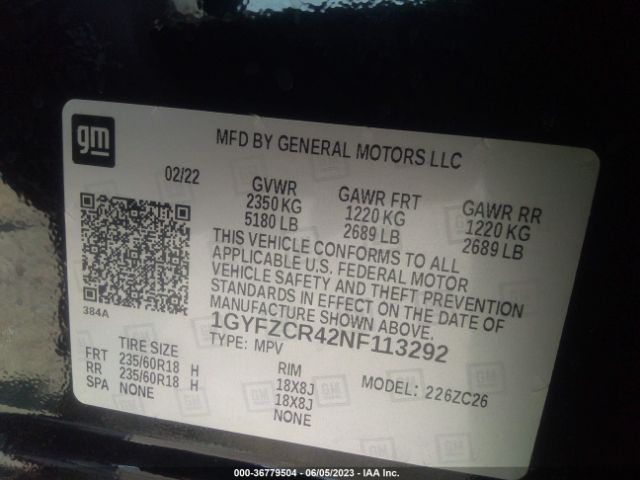 gm
MFD BY GENERAL MOTORS LLC
02/22
GVWR GAWR FRT GAWR RR
2350 KG 1220 KG 1220 KG
5180 LB 2689 LB 2689 LB
THIS VEHICLE CONFORMS TO ALL
APPLICABLE U.S. FEDERAL MOTOR
VEHICLE SAFETY AND THEFT PREVENTION
STANDARDS IN EFFECT ON THE DATE OF
MANUFACTURE SHOWN ABOVE.
384A
1GYFZCR42NF113292
TYPE: MPV
TIRE SIZE RIM MODEL: 226ZC26
FRT 235/60R18 H 18X8J
RR 235/60R18 H 18X8J
SPA NONE NONE
000-36779504 - 06/05/2023 - IAA Inc.